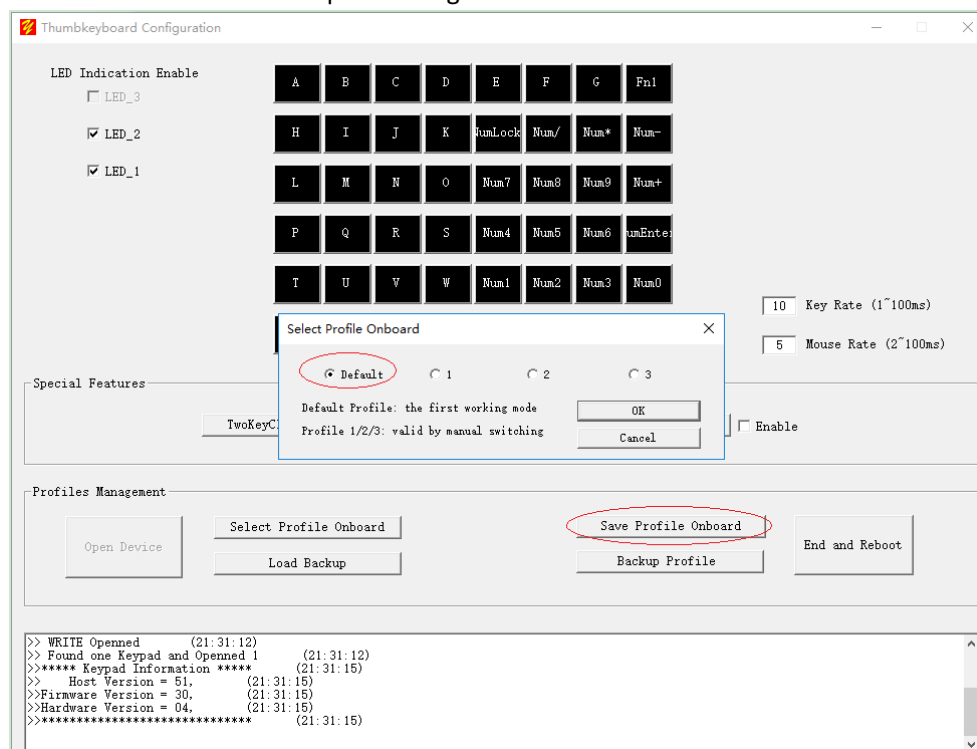 Thumbkeyboard Configuration
LED Indication Enable
LED_3
LED_2
LED_1
A B C D E F G Fn1
H I J K NumLock Num/ Num* Num-
L M N O Num7 Num8 Num9 Num+
P Q R S Num4 Num5 Num6 umEnter
T U V W Num1 Num2 Num3 Num0
10 Key Rate (1~100ms)
5 Mouse Rate (2~100ms)
Select Profile Onboard
Default 1 2 3
Default Profile: the first working mode
Profile 1/2/3: valid by manual switching
OK
Cancel
Special Features
TwoKeyC
Enable
Profiles Management
Open Device
Select Profile Onboard
Load Backup
Save Profile Onboard
Backup Profile
End and Reboot
>> WRITE Openned (21:31:12)
>> Found one Keypad and Openned 1 (21:31:12)
>>***** Keypad Information ***** (21:31:15)
>> Host Version = 51, (21:31:15)
>>Firmware Version = 30, (21:31:15)
>>Hardware Version = 04, (21:31:15)
>>****************************** (21:31:15)